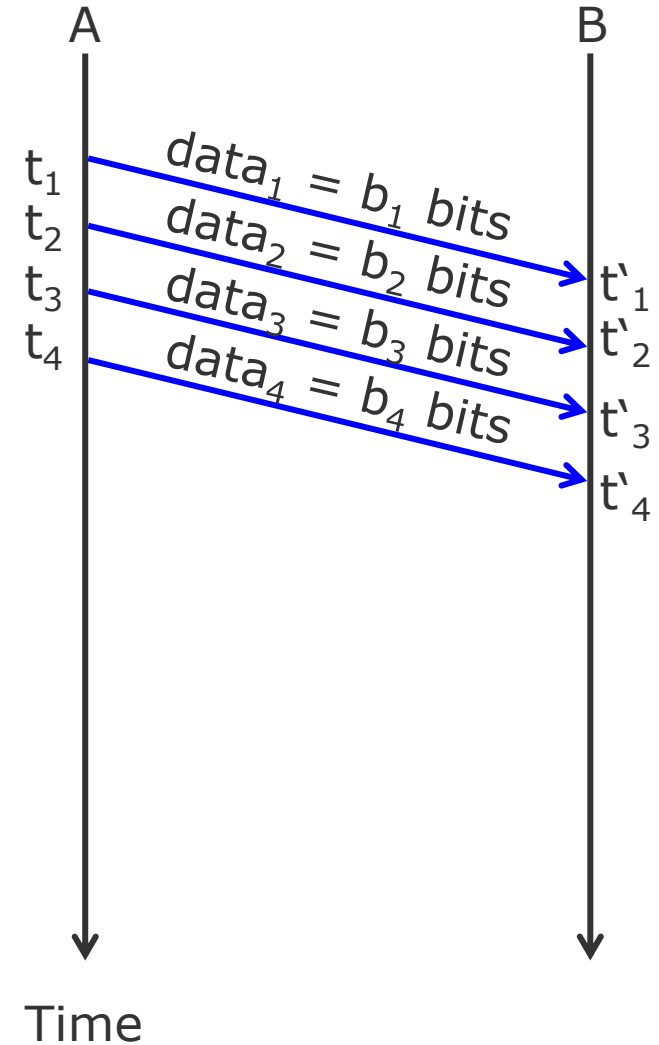 A B
t₁
t₂
t₃
t₄
data₁ = b₁ bits
data₂ = b₂ bits
data₃ = b₃ bits
data₄ = b₄ bits
t‵₁
t‵₂
t‵₃
t‵₄
Time